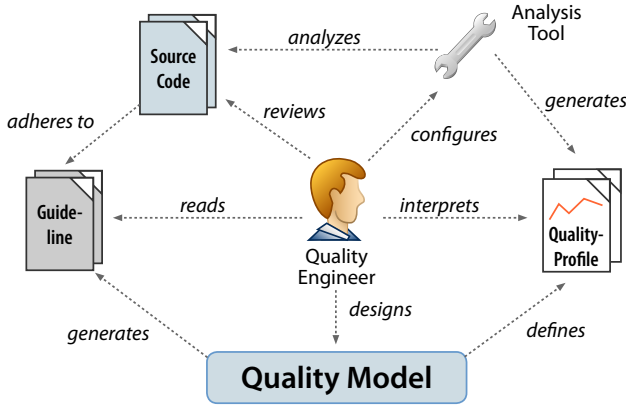 Analysis
Tool
analyzes
Source
Code
generates
reviews
configures
adheres to
Guide-
line
reads
interprets
Quality-
Profile
Quality
Engineer
designs
generates
defines
Quality Model